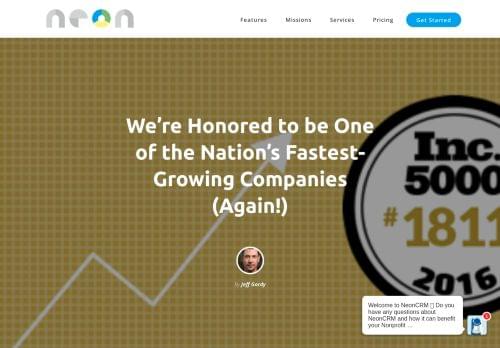 neon
Features
Missions
Services
Pricing
Get Started
We're Honored to be One
of the Nation's Fastest-
Growing Companies
(Again!)
Inc.
5000
#1811
2016
by Jeff Gordy
Welcome to NeonCRM Do you
have any questions about
NeonCRM and how it can benefit
your Nonprofit ...
1